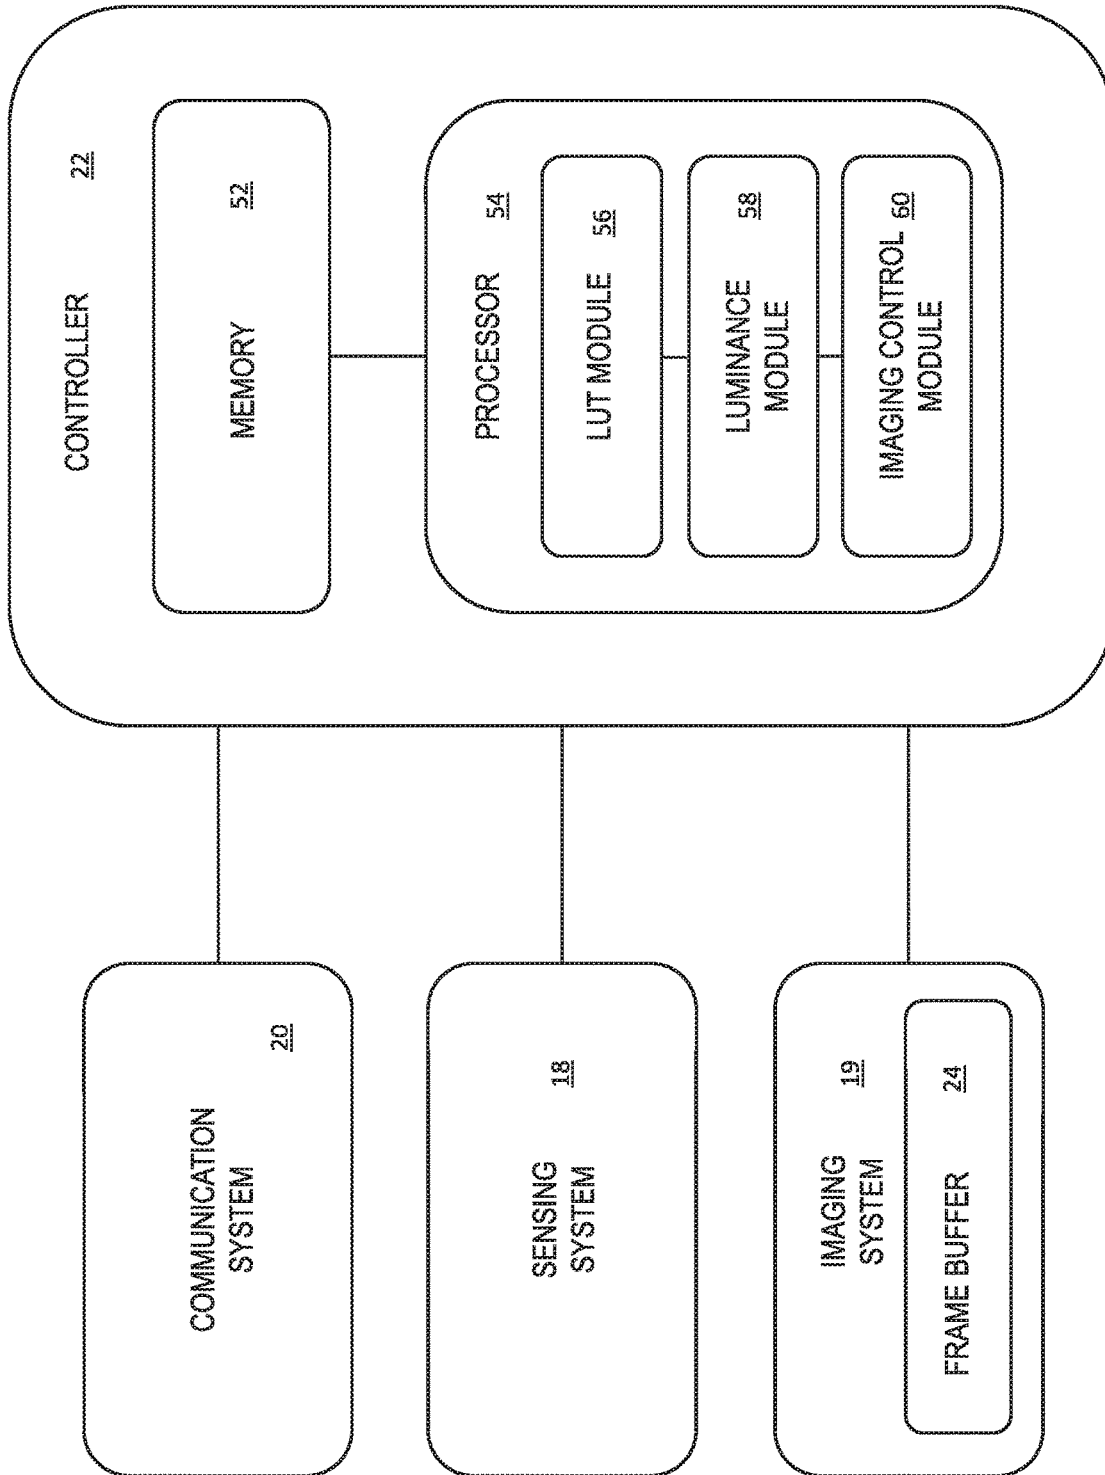 CONTROLLER 22
MEMORY 52
PROCESSOR 54
LUT MODULE 56
LUMINANCE
MODULE
58
IMAGING CONTROL
MODULE
60
COMMUNICATION
SYSTEM
20
SENSING
SYSTEM
18
IMAGING
SYSTEM
19
FRAME BUFFER 24